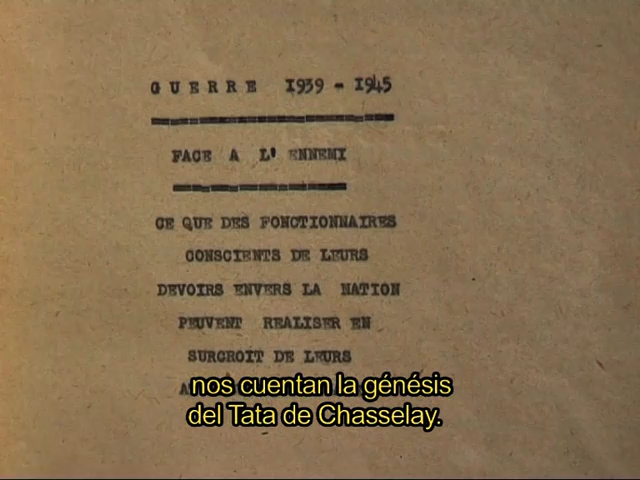 GUERRE 1939 - 1945
FACE A L'ENNEMI
CE QUE DES FONCTIONNAIRES
CONSCIENTS DE LEURS
DEVOIRS ENVERS LA NATION
PEUVENT REALISER EN
SURCROIT DE LEURS
nos cuentan la génésis
del Tata de Chasselay.